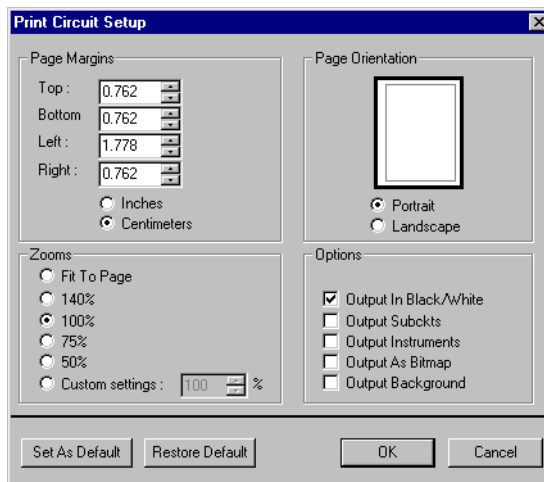 Print Circuit Setup
Page Margins
Top : 0.762
Bottom 0.762
Left : 1.778
Right : 0.762
Inches
Centimeters
Page Orientation
Portrait
Landscape
Zooms
Fit To Page
140%
100%
75%
50%
Custom settings : 100 %
Options
Output In Black/White
Output Subckts
Output Instruments
Output As Bitmap
Output Background
Set As Default
Restore Default
OK
Cancel